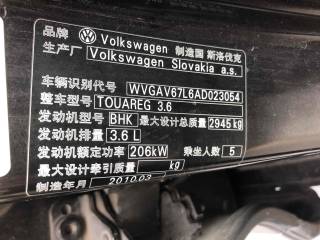 品牌 Volkswagen 制造国 斯洛伐克
生产厂 Volkswagen Slovakia a.s.
车辆识别代号 WVGAV67L6AD023054
整车型号 TOUAREG 3.6
发动机型号 BHK 最大设计总质量 2945 kg
发动机排量 3.6 L
发动机额定功率 206kW 乘坐人数 5
最大设计牵引质量 kg
制造年月 2010.03